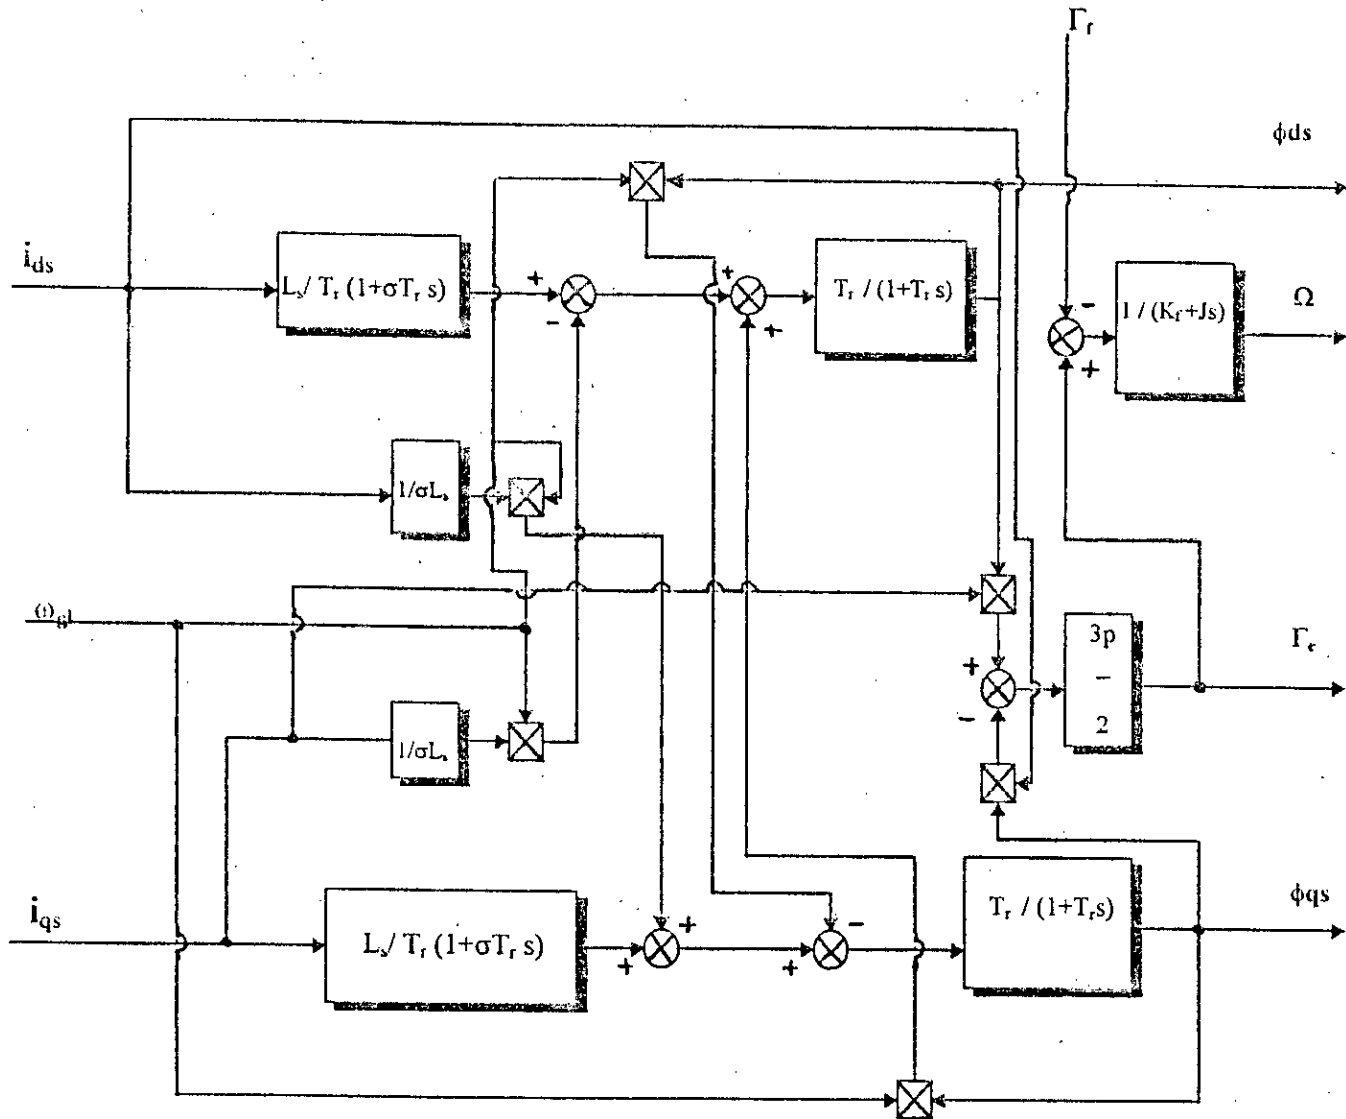 Γr
ϕds
ids
Ls/ Tr (1+σTr s)
+
-
+
+
Tr / (1+Tr s)
-
+
1 / (Kf+Js)
Ω
1/σLs
ωgl
+
-
3p
-
2
Γe
1/σLs
iqs
Ls/ Tr (1+σTr s)
+
+
+
-
Tr / (1+Trs)
ϕqs